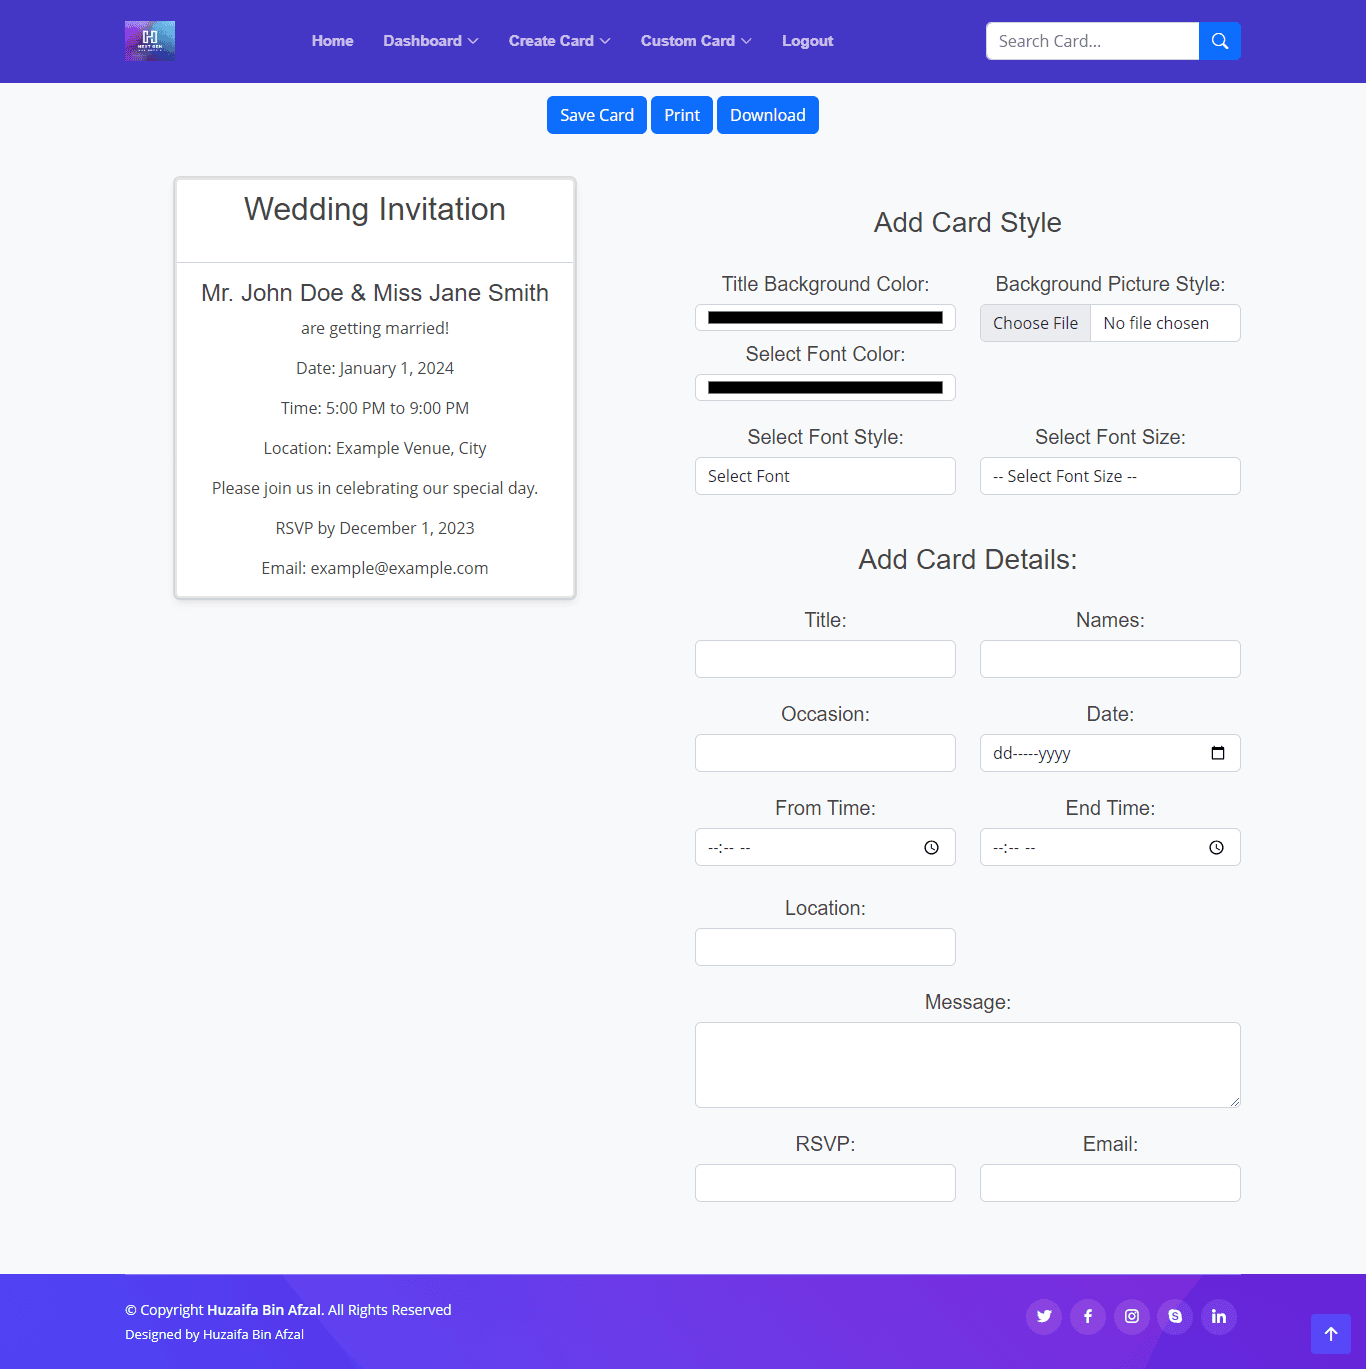 HEXT GEN
Home Dashboard Create Card Custom Card Logout
Search Card...
Save Card Print Download
Wedding Invitation
Mr. John Doe & Miss Jane Smith
are getting married!
Date: January 1, 2024
Time: 5:00 PM to 9:00 PM
Location: Example Venue, City
Please join us in celebrating our special day.
RSVP by December 1, 2023
Email: example@example.com
Add Card Style
Title Background Color: Background Picture Style:
Choose File No file chosen
Select Font Color:
Select Font Style: Select Font Size:
Select Font -- Select Font Size --
Add Card Details:
Title: Names:
Occasion: Date:
dd-----yyyy
From Time: End Time:
--:-- -- --:-- --
Location:
Message:
RSVP: Email:
© Copyright Huzaifa Bin Afzal. All Rights Reserved
Designed by Huzaifa Bin Afzal